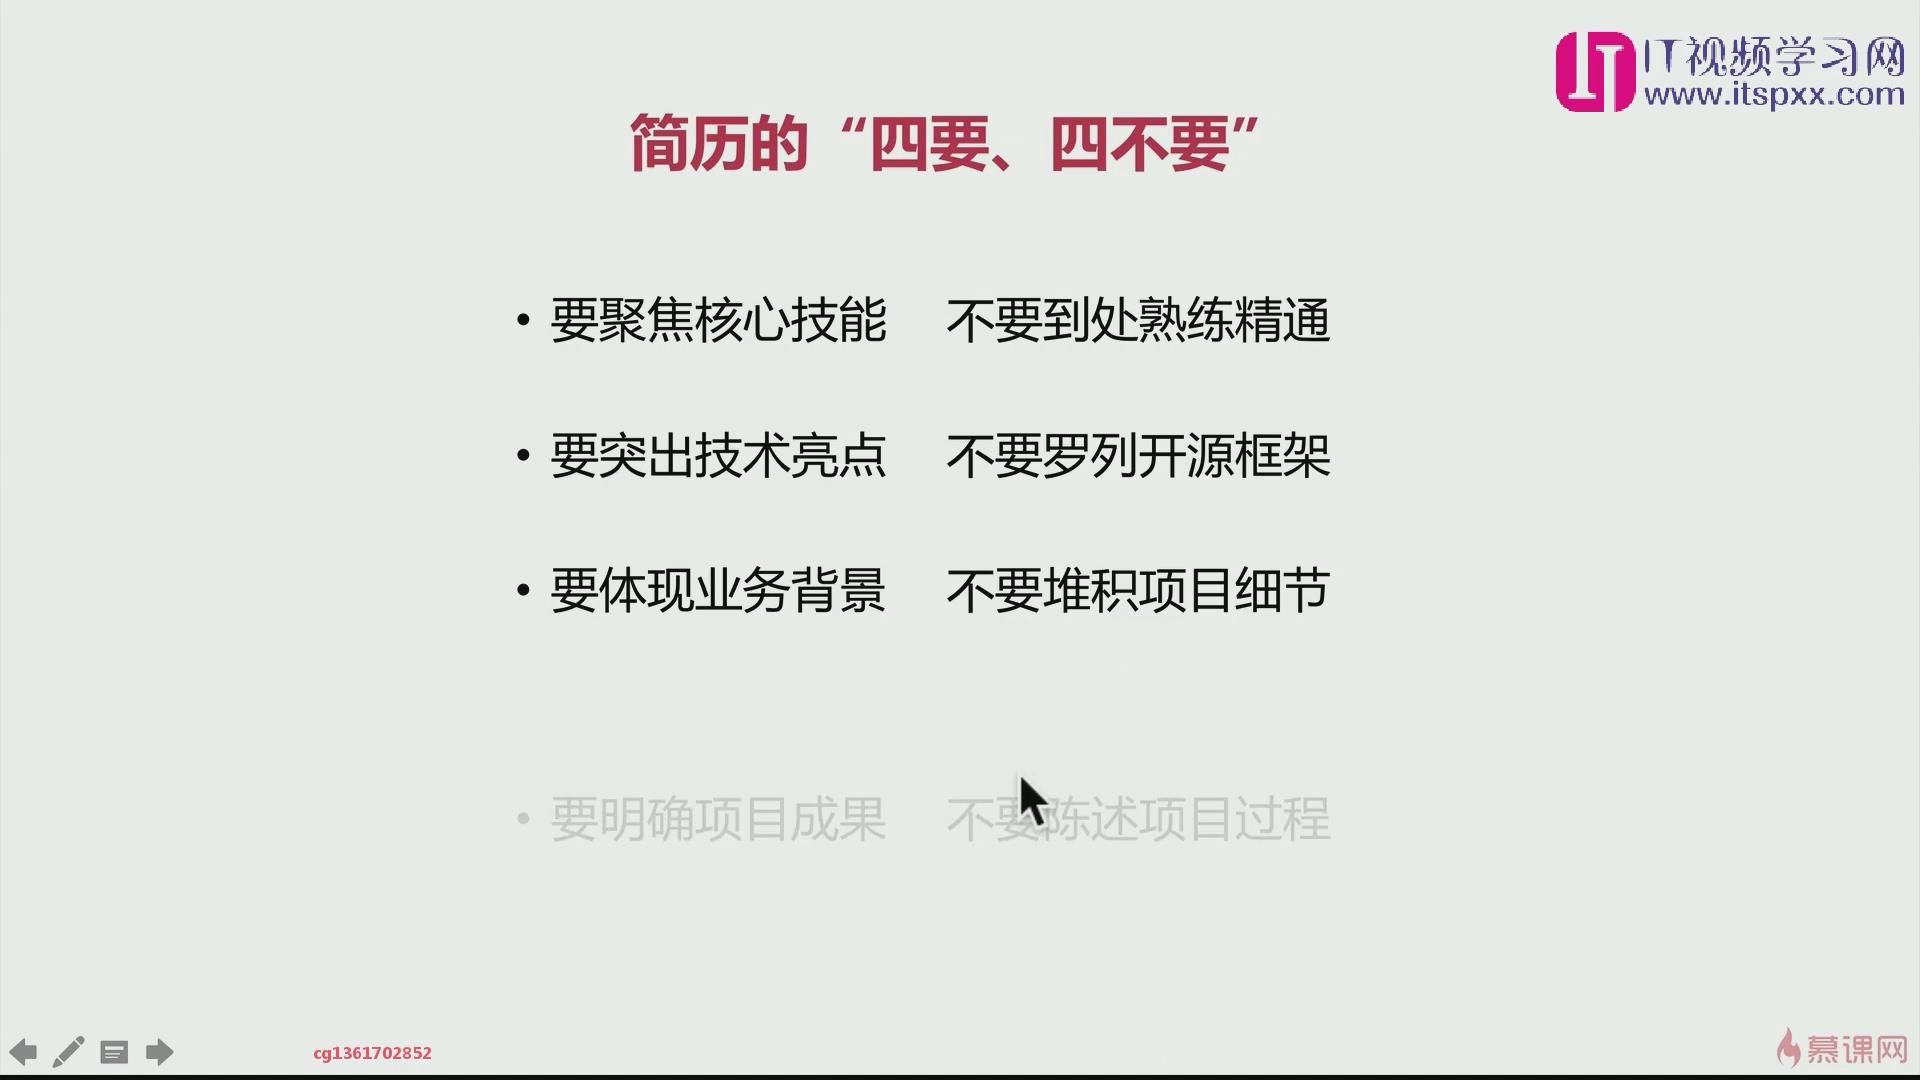 IT视频学习网
www.itspxx.com
简历的“四要、四不要”
• 要聚焦核心技能 不要到处熟练精通
• 要突出技术亮点 不要罗列开源框架
• 要体现业务背景 不要堆积项目细节
• 要明确项目成果 不要陈述项目过程
cg1361702852
慕课网